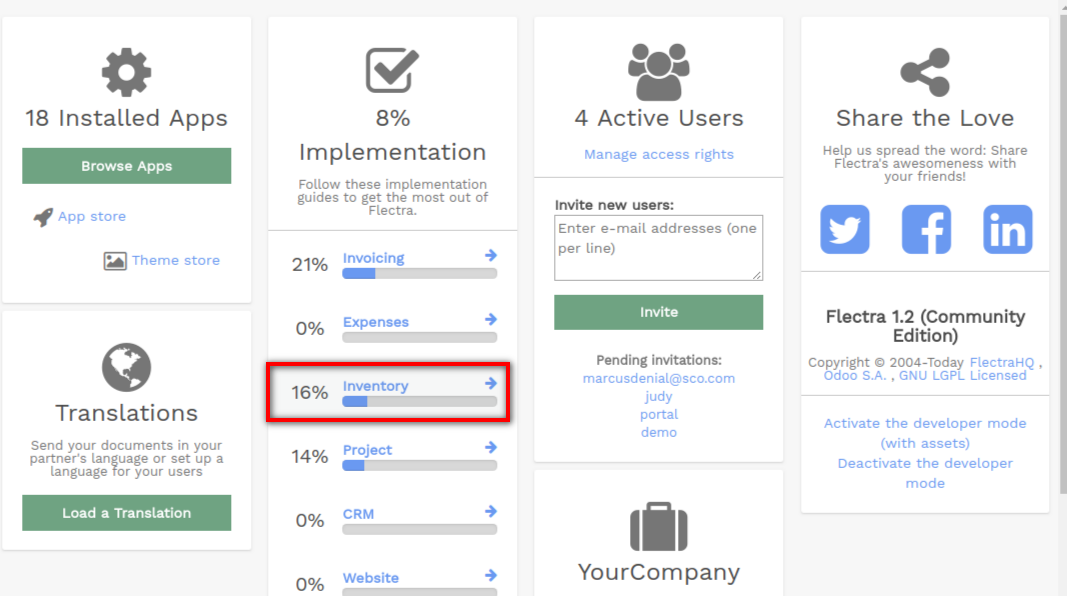 18 Installed Apps
Browse Apps
App store
Theme store
Translations
Send your documents in your
partner's language or set up a
language for your users
Load a Translation
8%
Implementation
Follow these implementation
guides to get the most out of
Flectra.
21% Invoicing
0% Expenses
16% Inventory
14% Project
0% CRM
0% Website
4 Active Users
Manage access rights
Invite new users:
Enter e-mail addresses (one
per line)
Invite
Pending invitations:
marcusdenial@sco.com
judy
portal
demo
YourCompany
Share the Love
Help us spread the word: Share
Flectra's awesomeness with
your friends!
Flectra 1.2 (Community
Edition)
Copyright © 2004-Today FlectraHQ ,
Odoo S.A. , GNU LGPL Licensed
Activate the developer mode
(with assets)
Deactivate the developer
mode